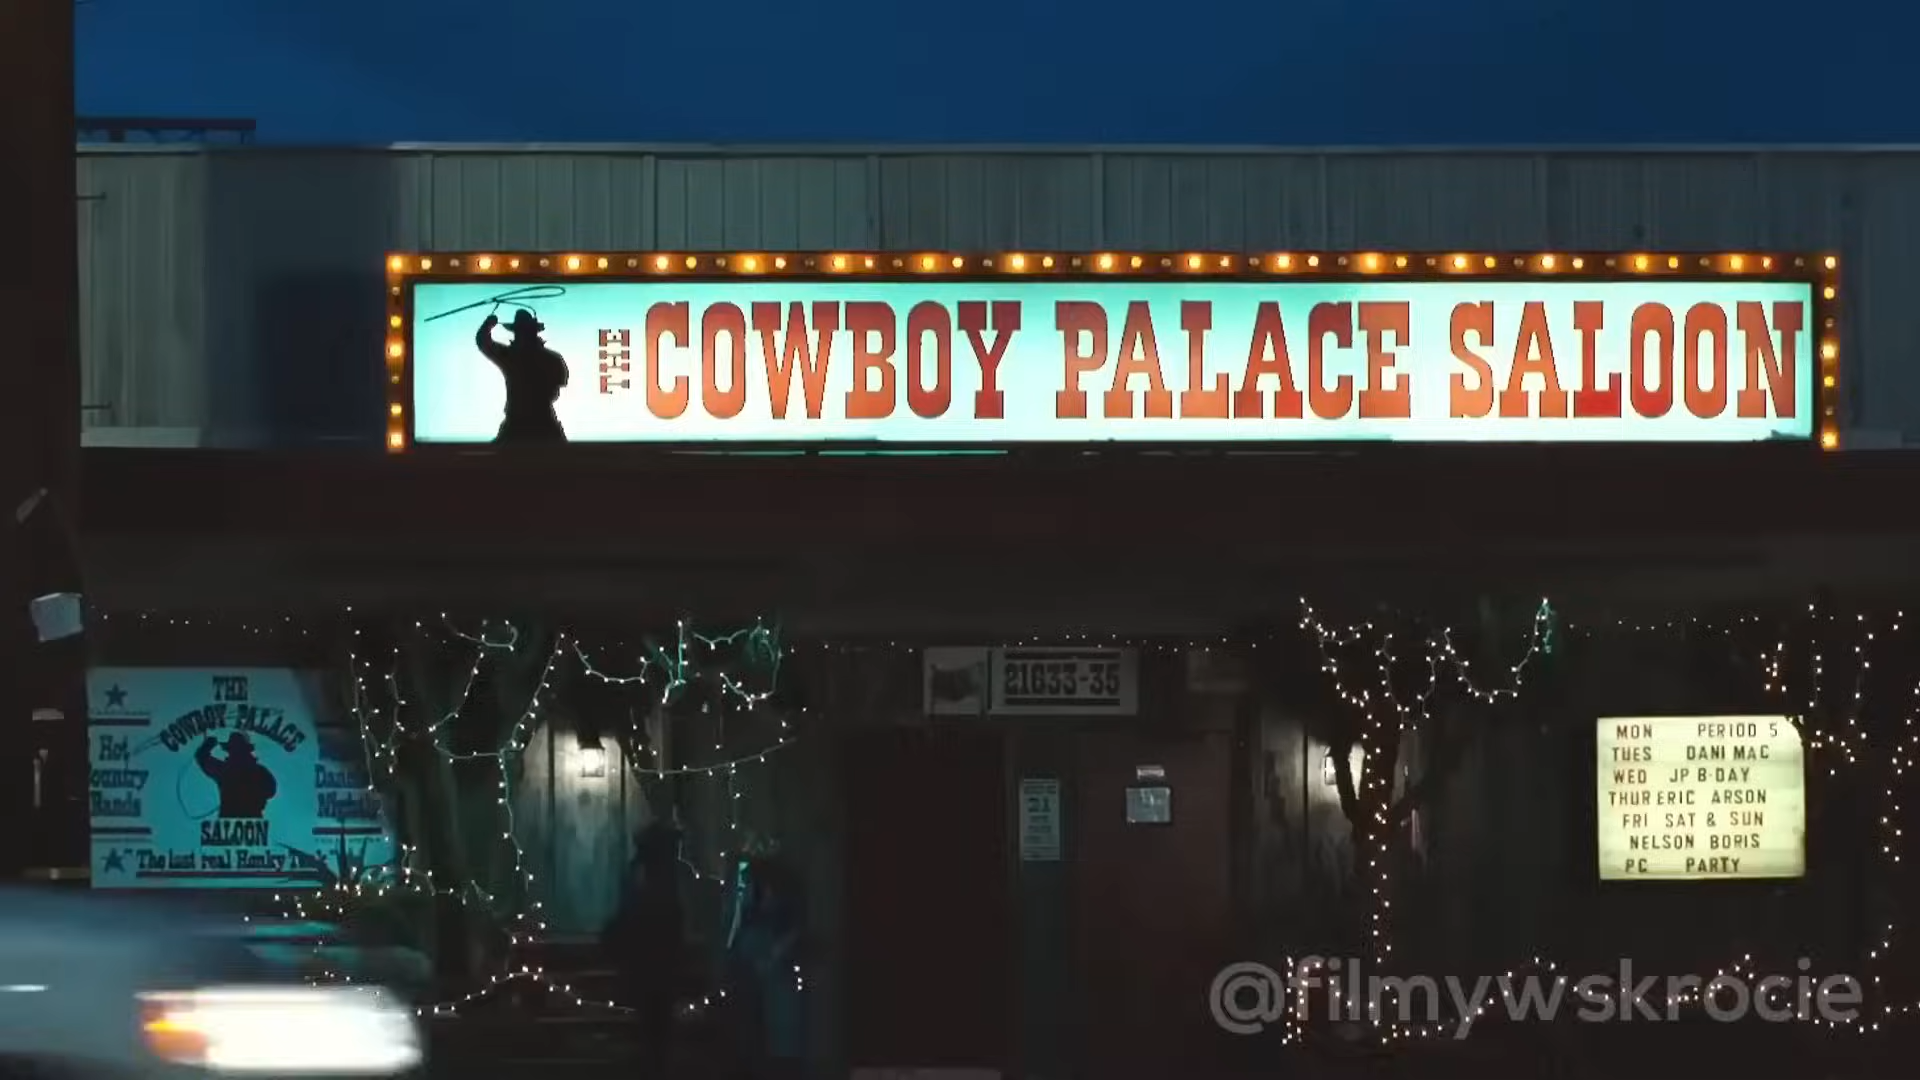 THE COWBOY PALACE SALOON
21633-35
THE
COWBOY PALACE
SALOON
Hot
Country
Bands
"The last real Honky Tonk"
21
MON PERIOD 5
TUES DANI MAC
WED JP B-DAY
THUR ERIC ARSON
FRI SAT & SUN
NELSON BORIS
PC PARTY
@filmywskrocie